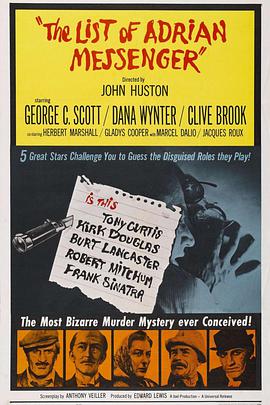 "The LIST OF ADRIAN
MESSENGER"
Directed by
JOHN HUSTON
starring
GEORGE C. SCOTT / DANA WYNTER / CLIVE BROOK
co-starring HERBERT MARSHALL / GLADYS COOPER with MARCEL DALIO / JACQUES ROUX
5 Great Stars Challenge You to Guess the Disguised Roles they Play!
is this
TONY CURTIS
KIRK DOUGLAS
BURT LANCASTER
ROBERT MITCHUM
FRANK SINATRA
The Most Bizarre Murder Mystery ever Conceived!
Screenplay by ANTHONY VEILLER Produced by EDWARD LEWIS A Joel Production - A Universal Release